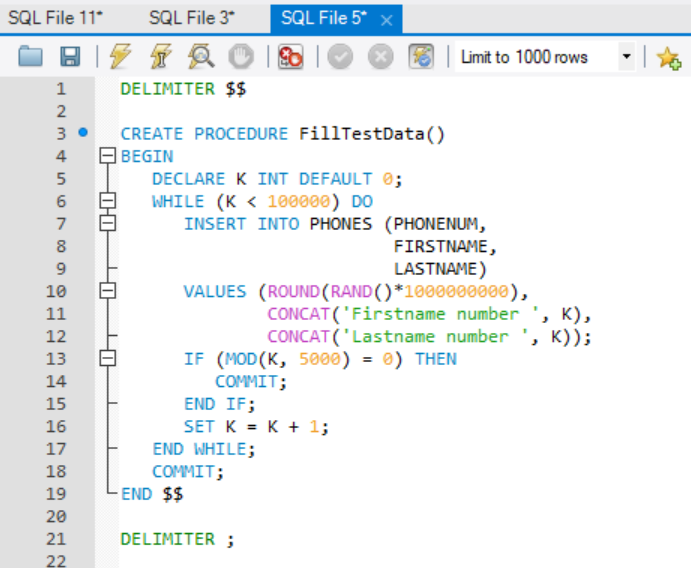 SQL File 11* SQL File 3* SQL File 5* ×
Limit to 1000 rows
1 DELIMITER $$
2
3 CREATE PROCEDURE FillTestData()
4 BEGIN
5 DECLARE K INT DEFAULT 0;
6 WHILE (K < 100000) DO
7 INSERT INTO PHONES (PHONENUM,
8 FIRSTNAME,
9 LASTNAME)
10 VALUES (ROUND(RAND()*1000000000),
11 CONCAT('Firstname number ', K),
12 CONCAT('Lastname number ', K));
13 IF (MOD(K, 5000) = 0) THEN
14 COMMIT;
15 END IF;
16 SET K = K + 1;
17 END WHILE;
18 COMMIT;
19 END $$
20
21 DELIMITER ;
22